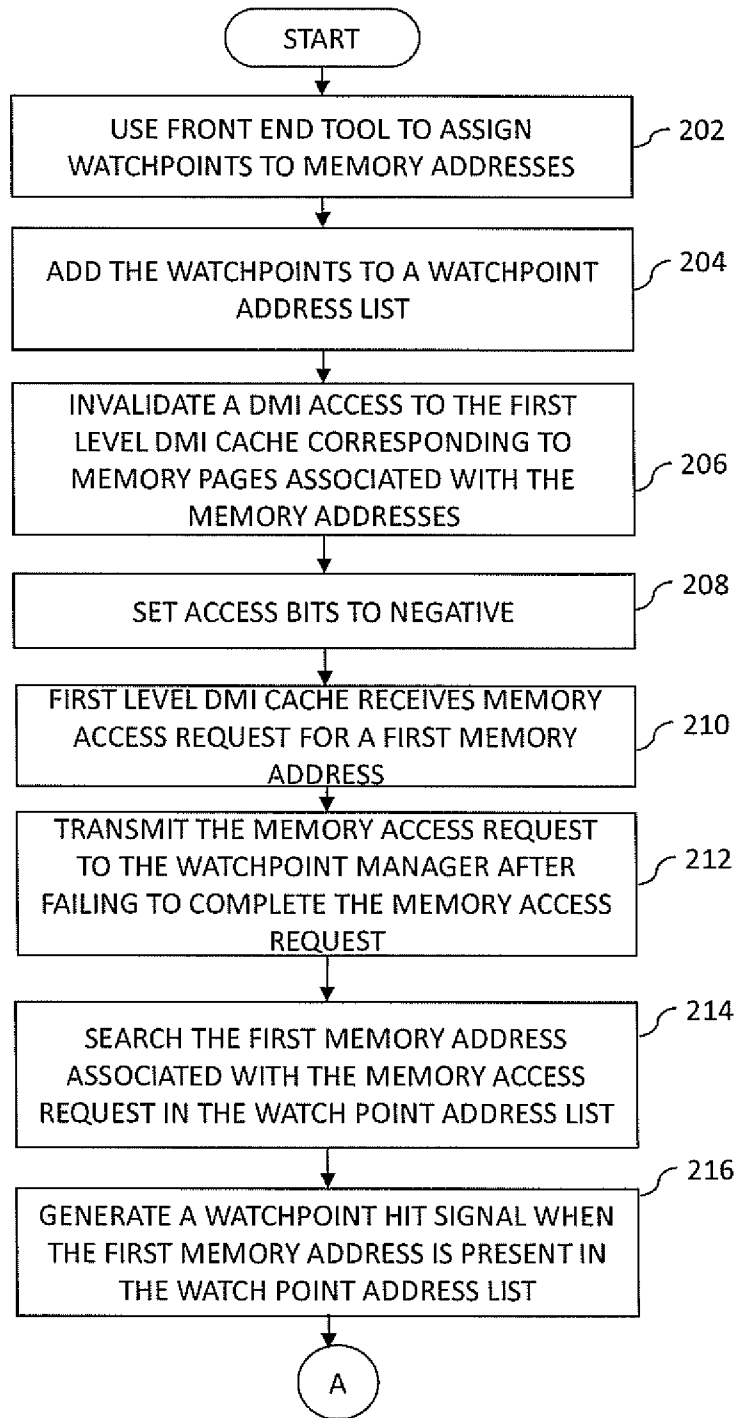 START
USE FRONT END TOOL TO ASSIGN
WATCHPOINTS TO MEMORY ADDRESSES
202
ADD THE WATCHPOINTS TO A WATCHPOINT
ADDRESS LIST
204
INVALIDATE A DMI ACCESS TO THE FIRST
LEVEL DMI CACHE CORRESPONDING TO
MEMORY PAGES ASSOCIATED WITH THE
MEMORY ADDRESSES
206
SET ACCESS BITS TO NEGATIVE
208
FIRST LEVEL DMI CACHE RECEIVES MEMORY
ACCESS REQUEST FOR A FIRST MEMORY
ADDRESS
210
TRANSMIT THE MEMORY ACCESS REQUEST
TO THE WATCHPOINT MANAGER AFTER
FAILING TO COMPLETE THE MEMORY ACCESS
REQUEST
212
SEARCH THE FIRST MEMORY ADDRESS
ASSOCIATED WITH THE MEMORY ACCESS
REQUEST IN THE WATCH POINT ADDRESS LIST
214
GENERATE A WATCHPOINT HIT SIGNAL WHEN
THE FIRST MEMORY ADDRESS IS PRESENT IN
THE WATCH POINT ADDRESS LIST
216
A